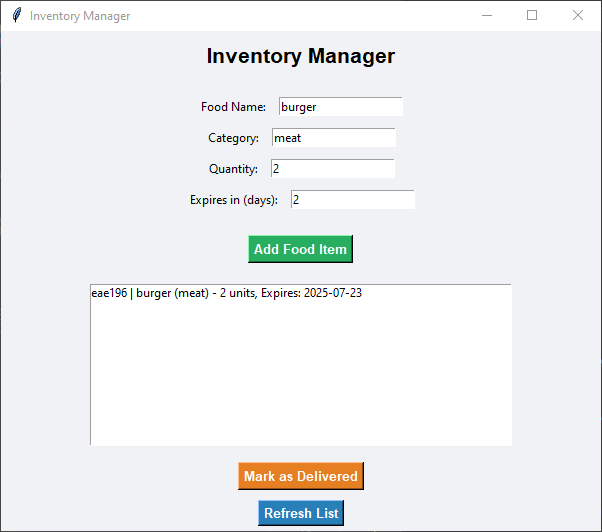 Inventory Manager
Inventory Manager
Food Name: burger
Category: meat
Quantity: 2
Expires in (days): 2
Add Food Item
eae196 | burger (meat) - 2 units, Expires: 2025-07-23
Mark as Delivered
Refresh List